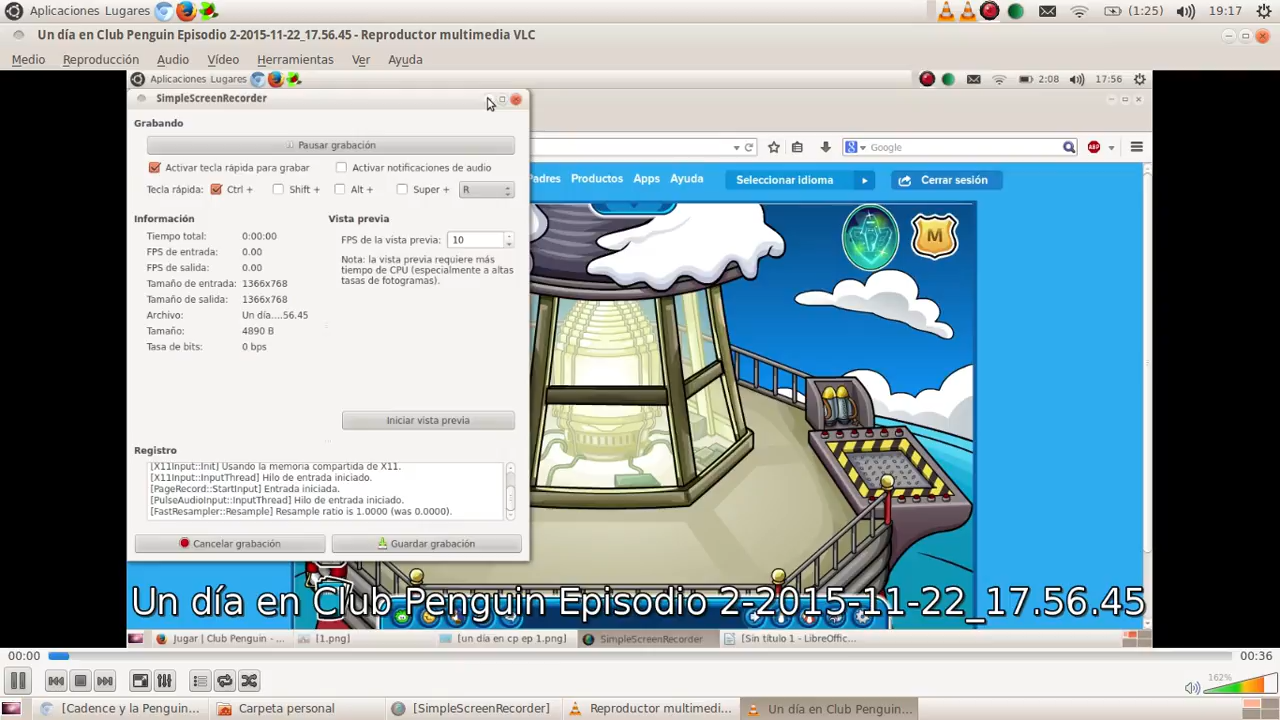 Aplicaciones Lugares (1:25) 19:17
Un día en Club Penguin Episodio 2-2015-11-22_17.56.45 - Reproductor multimedia VLC
Medio Reproducción Audio Vídeo Herramientas Ver Ayuda
Aplicaciones Lugares 2:08 17:56
SimpleScreenRecorder
Grabando
Pausar grabación
Activar tecla rápida para grabar Activar notificaciones de audio
Tecla rápida: Ctrl + Shift + Alt + Super + R
Información
Tiempo total: 0:00:00
FPS de entrada: 0.00
FPS de salida: 0.00
Tamaño de entrada: 1366x768
Tamaño de salida: 1366x768
Archivo: Un día....56.45
Tamaño: 4890 B
Tasa de bits: 0 bps
Vista previa
FPS de la vista previa: 10
Nota: la vista previa requiere más
tiempo de CPU (especialmente a altas
tasas de fotogramas).
Iniciar vista previa
Registro
[X11Input::Init] Usando la memoria compartida de X11.
[X11Input::InputThread] Hilo de entrada iniciado.
[PageRecord::StartInput] Entrada iniciada.
[PulseAudioInput::InputThread] Hilo de entrada iniciado.
[FastResampler::Resample] Resample ratio is 1.0000 (was 0.0000).
Cancelar grabación Guardar grabación
Google ABP
Padres Productos Apps Ayuda Seleccionar idioma Cerrar sesión
M
Un día en Club Penguin Episodio 2-2015-11-22_17.56.45
Jugar | Club Penguin - ... [1.png] [un dia en cp ep 1.png] SimpleScreenRecorder [Sin título 1 - LibreOffic...
00:00 00:36
162%
[Cadence y la Penguin... Carpeta personal [SimpleScreenRecorder] Reproductor multimedi... Un día en Club Penguin...